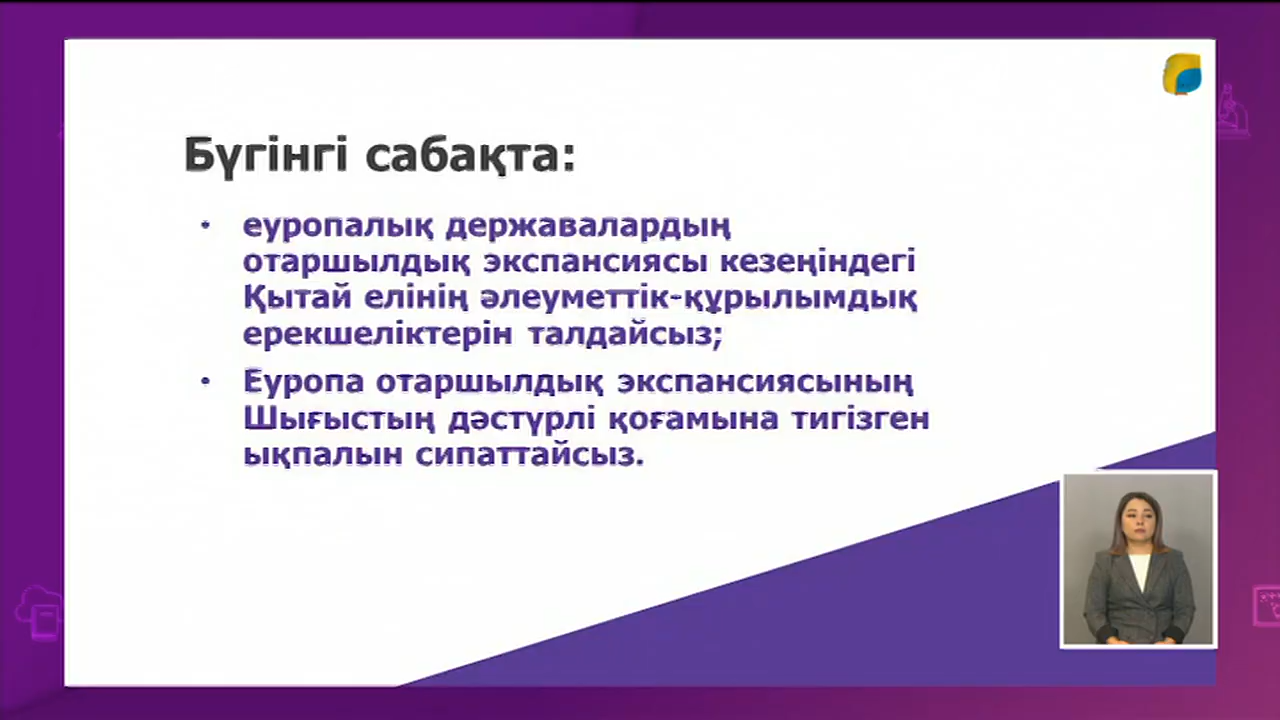 Бүгінгі сабақта:
• еуропалық державалардың
отаршылдық экспансиясы кезеңіндегі
Қытай елінің әлеуметтік-құрылымдық
ерекшеліктерін талдайсыз;
• Еуропа отаршылдық экспансиясының
Шығыстың дәстүрлі қоғамына тигізген
ықпалын сипаттайсыз.